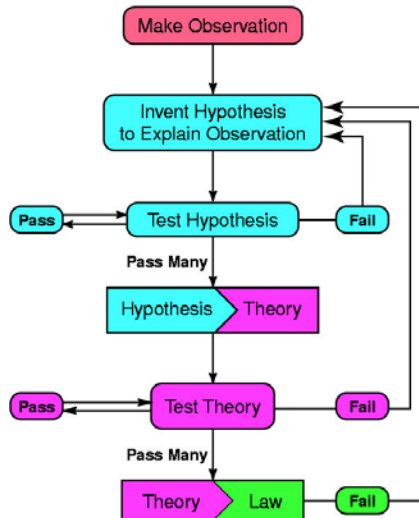 Make Observation
Invent Hypothesis
to Explain Observation
Pass
Test Hypothesis
Fail
Pass Many
Hypothesis
Theory
Pass
Test Theory
Fail
Pass Many
Theory
Law
Fail